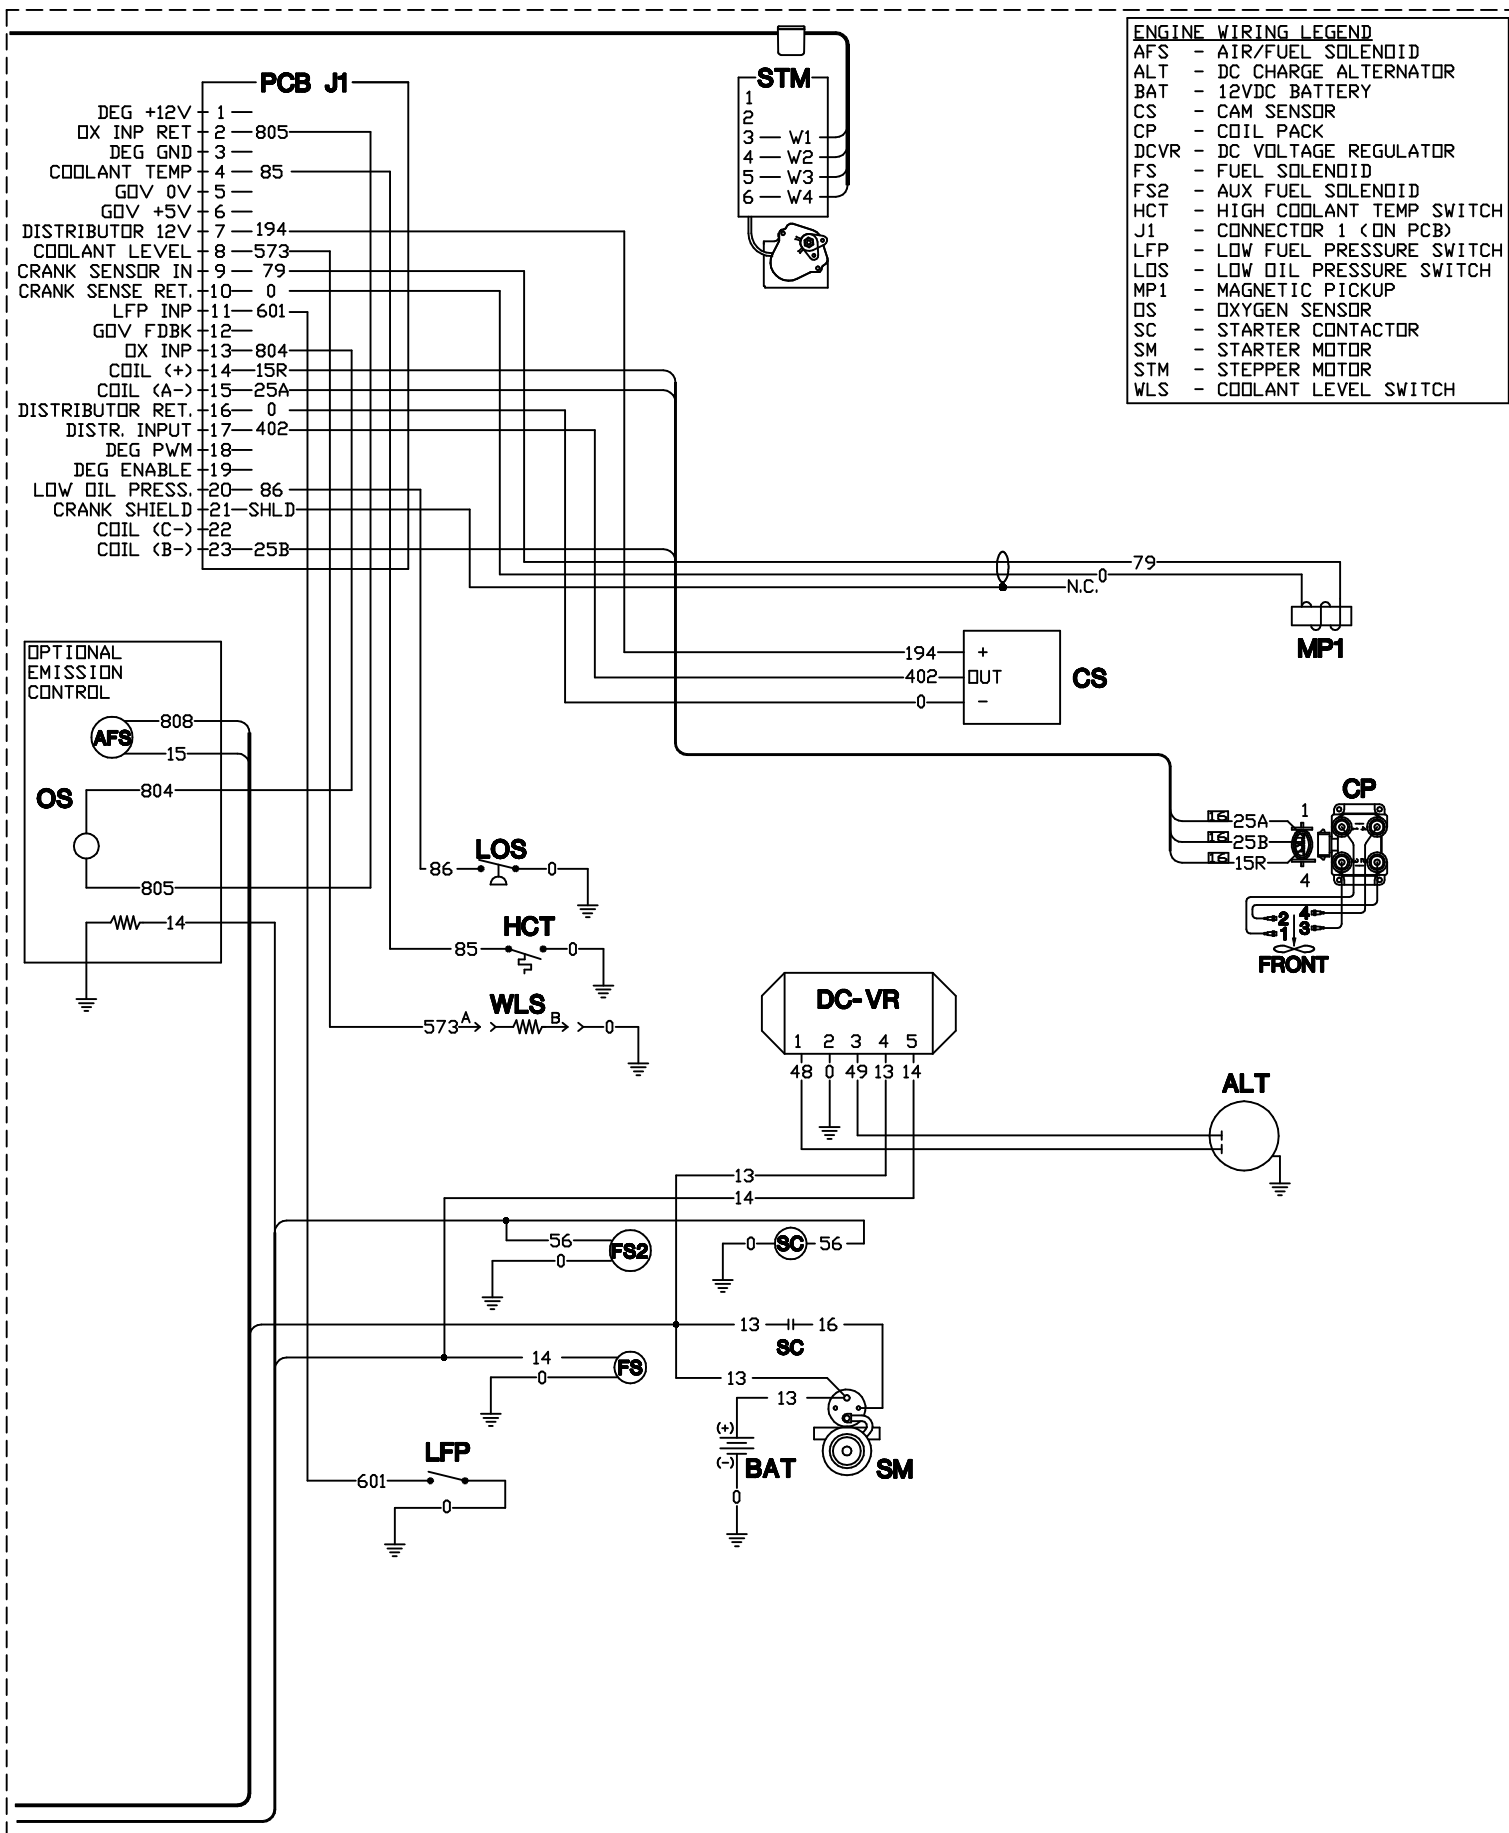 ENGINE WIRING LEGEND
AFS - AIR/FUEL SOLENOID
ALT - DC CHARGE ALTERNATOR
BAT - 12VDC BATTERY
CS - CAM SENSOR
CP - COIL PACK
DCVR - DC VOLTAGE REGULATOR
FS - FUEL SOLENOID
FS2 - AUX FUEL SOLENOID
HCT - HIGH COOLANT TEMP SWITCH
J1 - CONNECTOR 1 (ON PCB)
LFP - LOW FUEL PRESSURE SWITCH
LOS - LOW OIL PRESSURE SWITCH
MP1 - MAGNETIC PICKUP
OS - OXYGEN SENSOR
SC - STARTER CONTACTOR
SM - STARTER MOTOR
STM - STEPPER MOTOR
WLS - COOLANT LEVEL SWITCH
STM
1
2
3 W1
4 W2
5 W3
6 W4
PCB J1
DEG +12V 1
OX INP RET 2 805
DEG GND 3
COOLANT TEMP 4 85
GOV 0V 5
GOV +5V 6
DISTRIBUTOR 12V 7 194
COOLANT LEVEL 8 573
CRANK SENSOR IN 9 79
CRANK SENSE RET. 10 0
LFP INP 11 601
GOV FDBK 12
OX INP 13 804
COIL (+) 14 15R
COIL (A-) 15 25A
DISTRIBUTOR RET. 16 0
DISTR. INPUT 17 402
DEG PWM 18
DEG ENABLE 19
LOW OIL PRESS. 20 86
CRANK SHIELD 21 SHLD
COIL (C-) 22
COIL (B-) 23 25B
79
0
N.C.
MP1
194 +
402 OUT
0 -
CS
OPTIONAL
EMISSION
CONTROL
808
AFS
15
OS
804
805
14
CP
16 25A 1
16 25B
16 15R
4
2 4
1 3
FRONT
LOS
86 0
HCT
85 0
WLS
573 A B 0
DC-VR
1 2 3 4 5
48 0 49 13 14
ALT
13
14
56
0
FS2
0 SC 56
13 16
SC
14
0
FS
13
13
(+)
(-)
BAT
0
SM
LFP
601
0